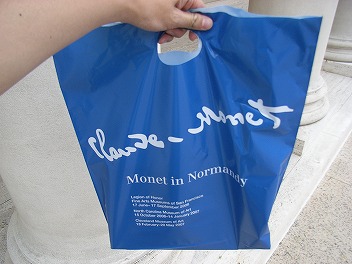 Claude Monet
Monet in Normandy
Legion of Honor
Fine Arts Museums of San Francisco
17 June–17 September 2006
North Carolina Museum of Art
15 October 2006–14 January 2007
Cleveland Museum of Art
18 February–20 May 2007